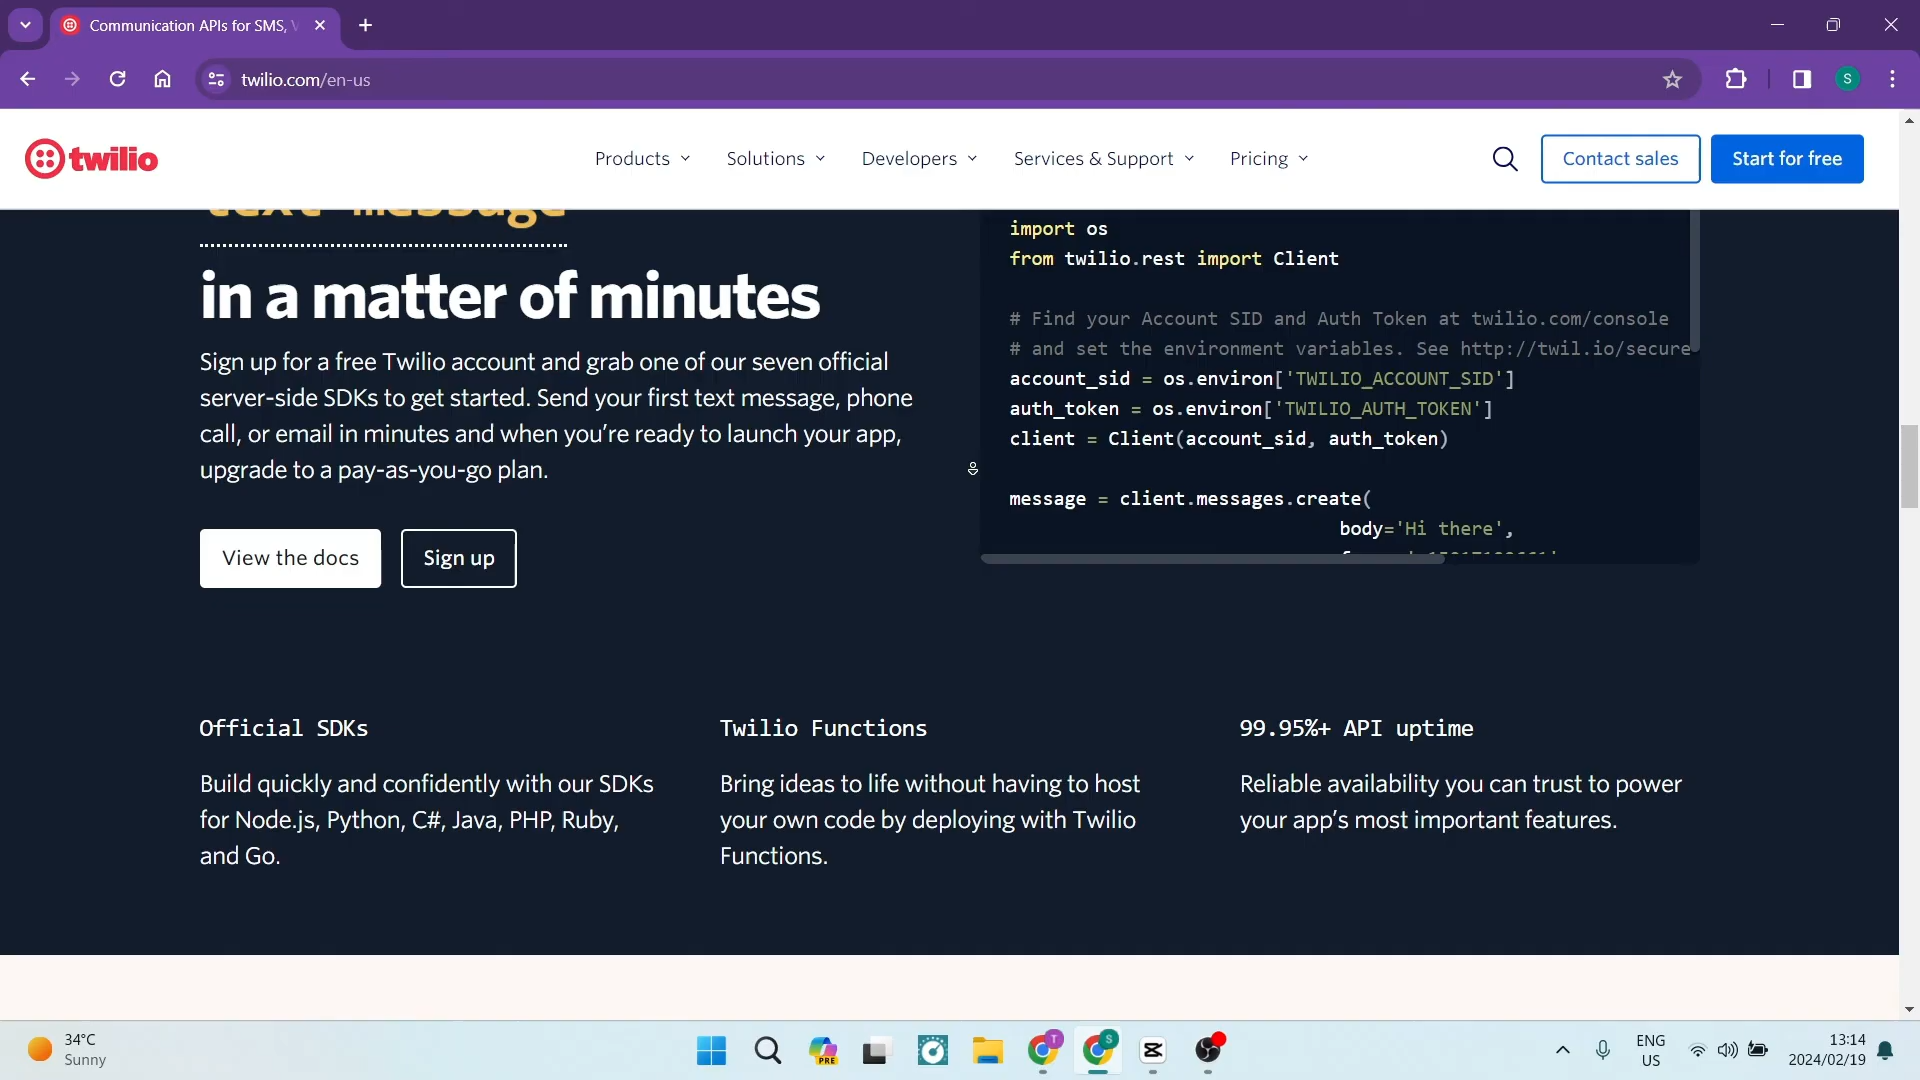 Communication APIs for SMS, V
twilio.com/en-us
S
twilio
Products
Solutions
Developers
Services & Support
Pricing
Contact sales
Start for free
text message
in a matter of minutes
Sign up for a free Twilio account and grab one of our seven official
server-side SDKs to get started. Send your first text message, phone
call, or email in minutes and when you’re ready to launch your app,
upgrade to a pay-as-you-go plan.
View the docs
Sign up
import os
from twilio.rest import Client
# Find your Account SID and Auth Token at twilio.com/console
# and set the environment variables. See http://twil.io/secure
account_sid = os.environ['TWILIO_ACCOUNT_SID']
auth_token = os.environ['TWILIO_AUTH_TOKEN']
client = Client(account_sid, auth_token)
message = client.messages.create(
body='Hi there',
Official SDKs
Build quickly and confidently with our SDKs
for Node.js, Python, C#, Java, PHP, Ruby,
and Go.
Twilio Functions
Bring ideas to life without having to host
your own code by deploying with Twilio
Functions.
99.95%+ API uptime
Reliable availability you can trust to power
your app’s most important features.
34°C
Sunny
PRE
T
S
ENG
US
13:14
2024/02/19